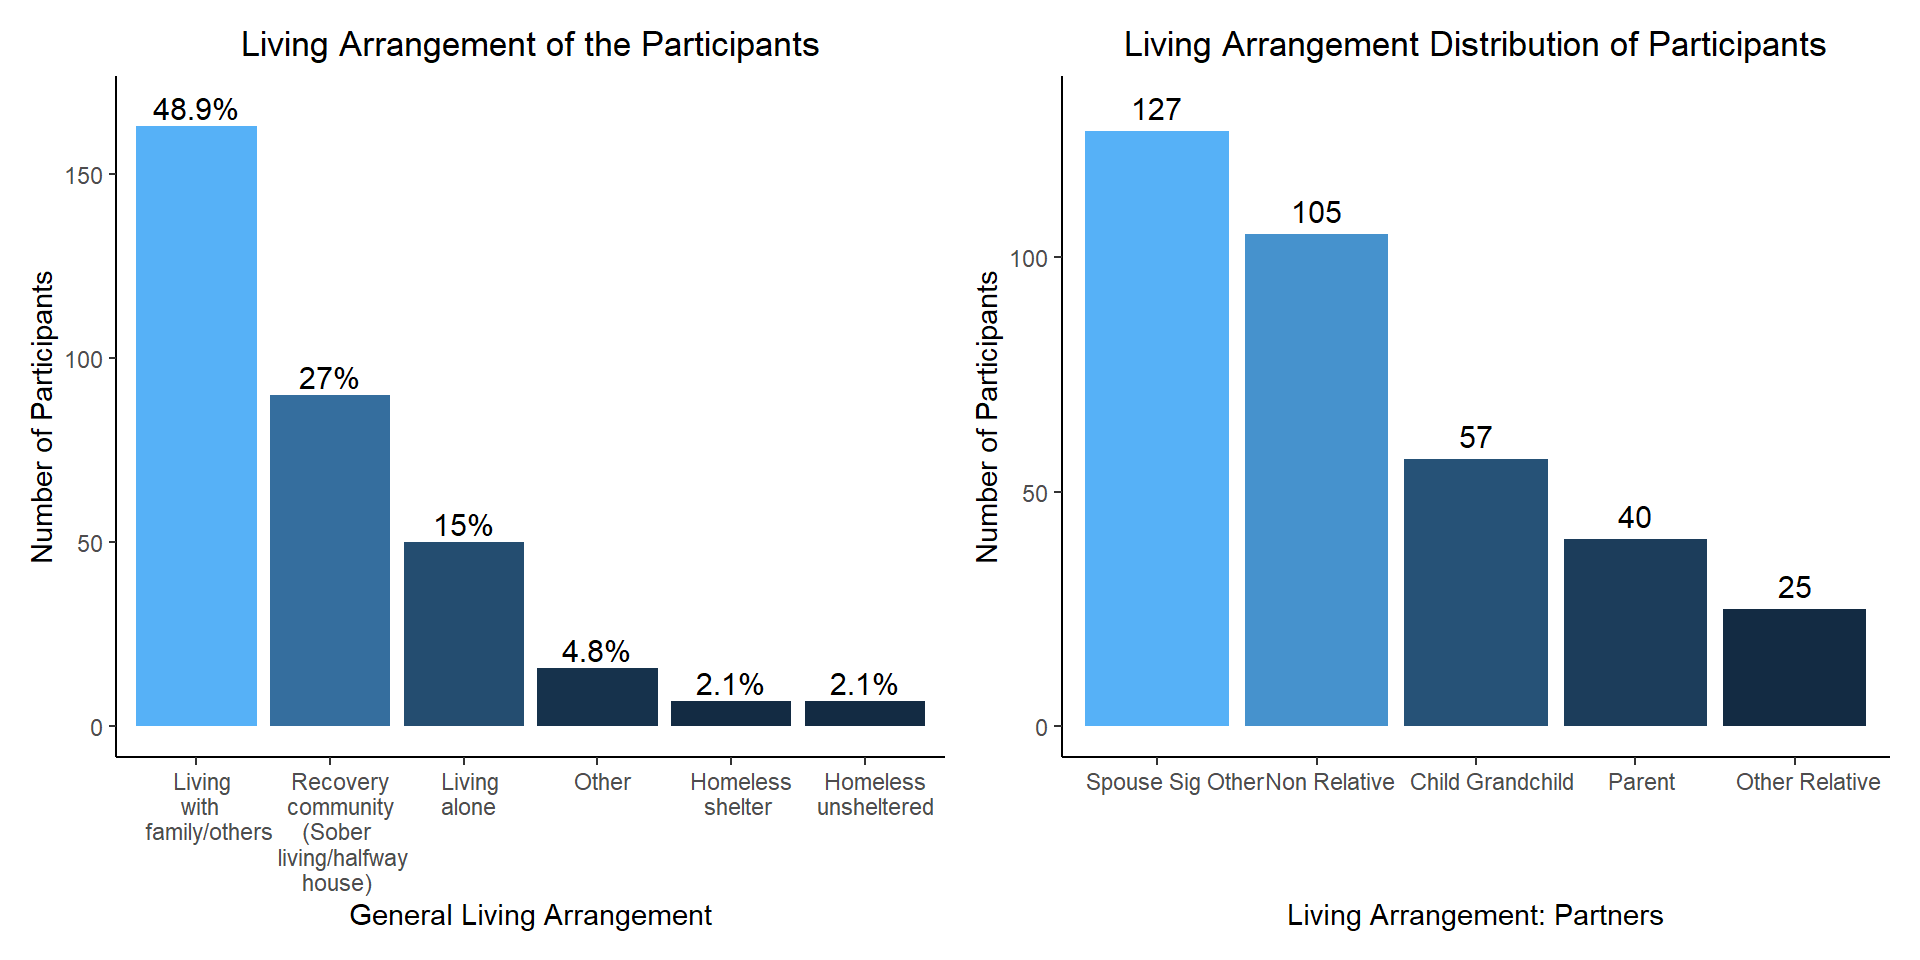 Living Arrangement of the Participants
48.9%
27%
15%
4.8%
2.1%
2.1%
Number of Participants
150
100
50
0
Living
with
family/others
Recovery
community
(Sober
living/halfway
house)
Living
alone
Other
Homeless
shelter
Homeless
unsheltered
General Living Arrangement
Living Arrangement Distribution of Participants
127
105
57
40
25
Number of Participants
100
50
0
Spouse Sig Other
Non Relative
Child Grandchild
Parent
Other Relative
Living Arrangement: Partners